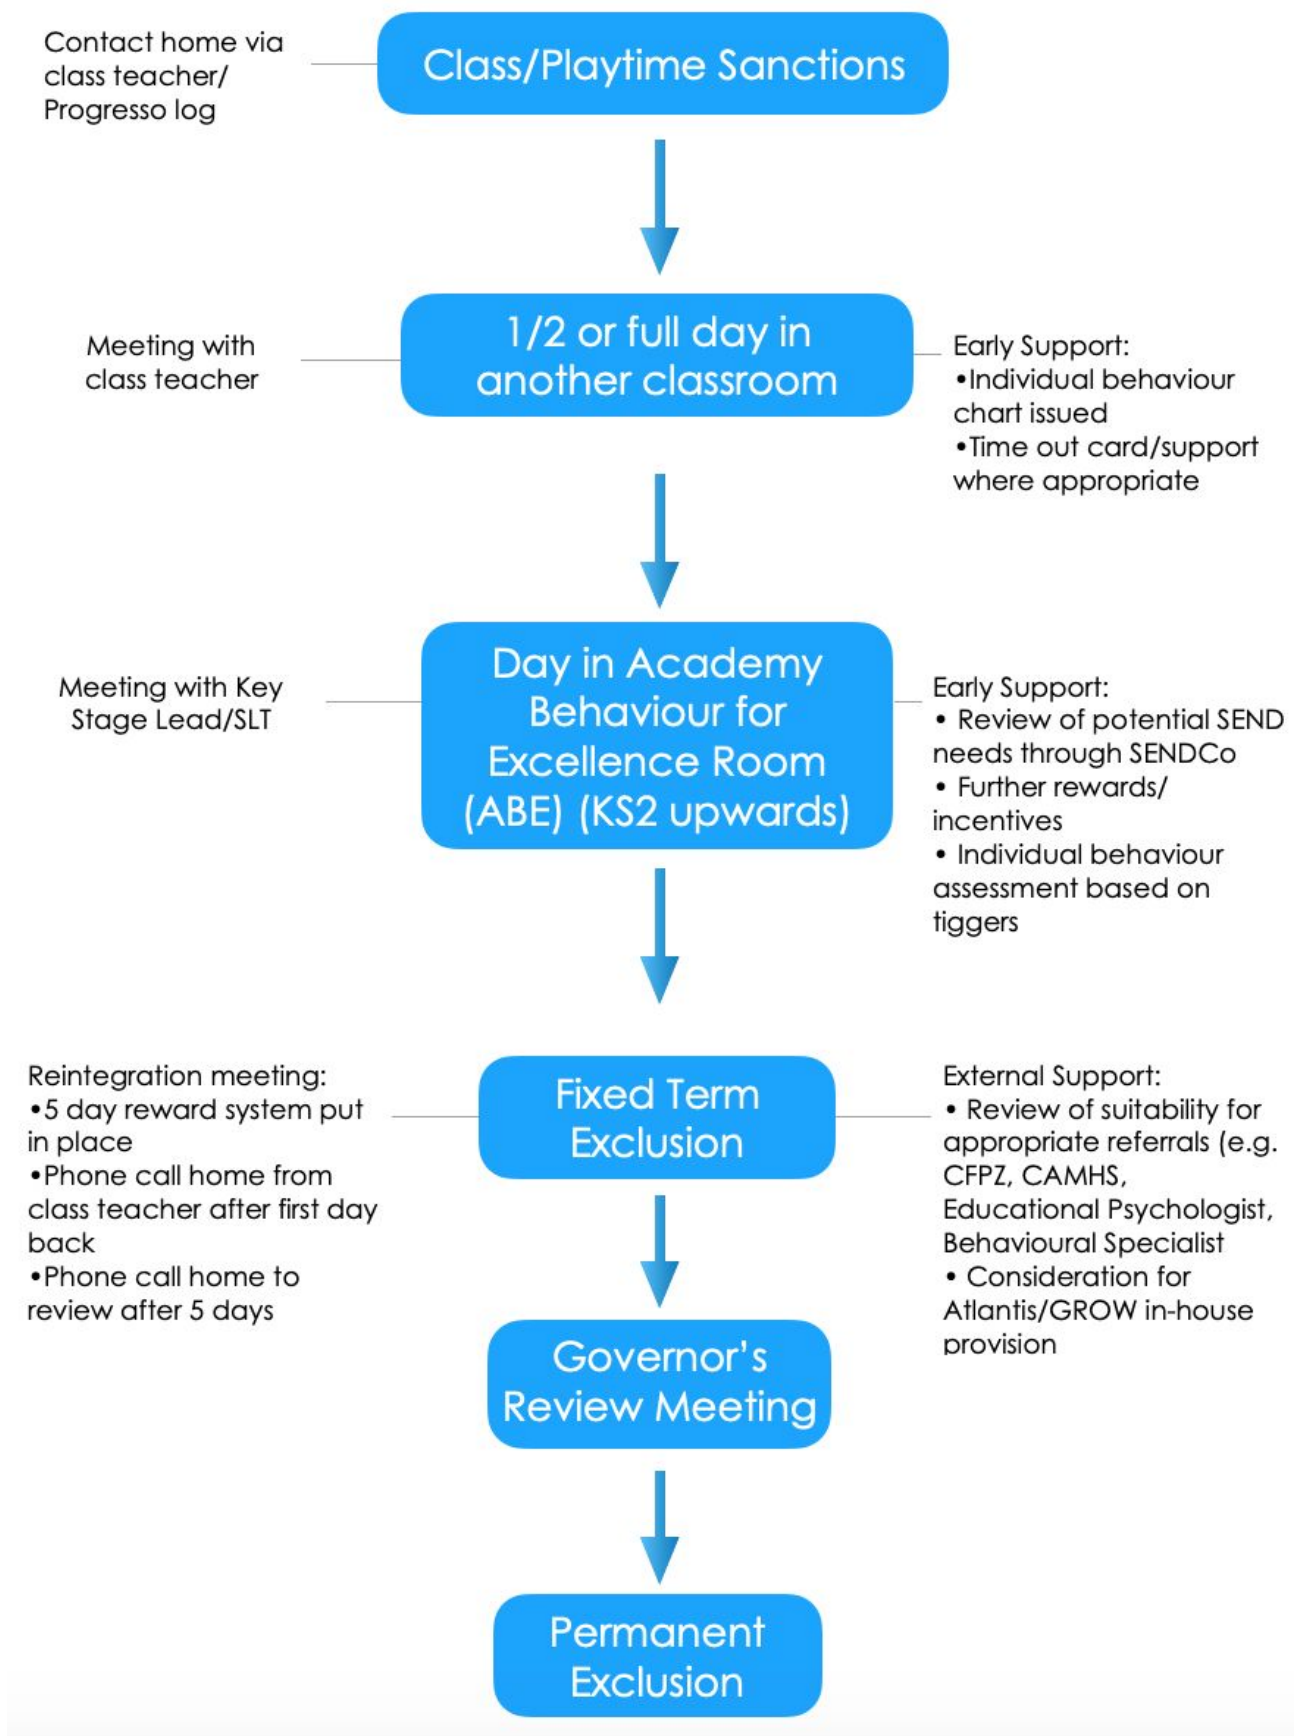 Contact home via
class teacher/
Progresso log
Class/Playtime Sanctions
Meeting with
class teacher
1/2 or full day in
another classroom
Early Support:
•Individual behaviour
chart issued
•Time out card/support
where appropriate
Meeting with Key
Stage Lead/SLT
Day in Academy
Behaviour for
Excellence Room
(ABE) (KS2 upwards)
Early Support:
• Review of potential SEND
needs through SENDCo
• Further rewards/
incentives
• Individual behaviour
assessment based on
tiggers
Reintegration meeting:
•5 day reward system put
in place
•Phone call home from
class teacher after first day
back
•Phone call home to
review after 5 days
Fixed Term
Exclusion
External Support:
• Review of suitability for
appropriate referrals (e.g.
CFPZ, CAMHS,
Educational Psychologist,
Behavioural Specialist
• Consideration for
Atlantis/GROW in-house
provision
Governor’s
Review Meeting
Permanent
Exclusion